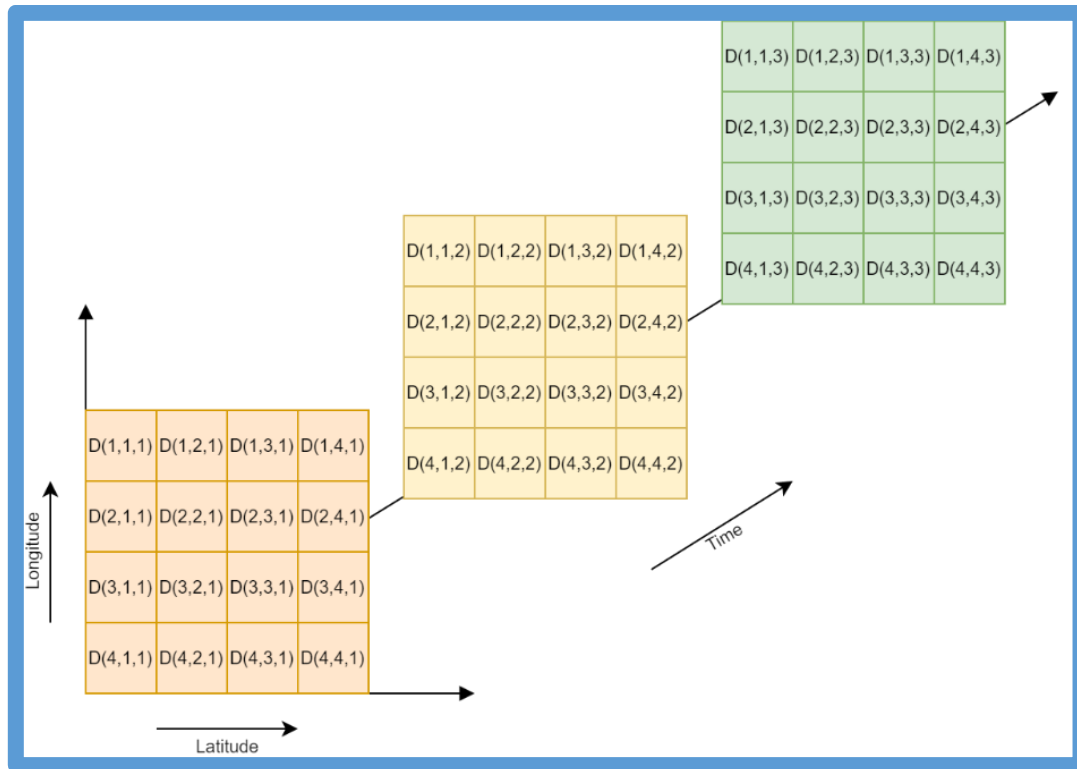 D(1,1,3) D(1,2,3) D(1,3,3) D(1,4,3)
D(2,1,3) D(2,2,3) D(2,3,3) D(2,4,3)
D(3,1,3) D(3,2,3) D(3,3,3) D(3,4,3)
D(4,1,3) D(4,2,3) D(4,3,3) D(4,4,3)
D(1,1,2) D(1,2,2) D(1,3,2) D(1,4,2)
D(2,1,2) D(2,2,2) D(2,3,2) D(2,4,2)
D(3,1,2) D(3,2,2) D(3,3,2) D(3,4,2)
D(4,1,2) D(4,2,2) D(4,3,2) D(4,4,2)
D(1,1,1) D(1,2,1) D(1,3,1) D(1,4,1)
D(2,1,1) D(2,2,1) D(2,3,1) D(2,4,1)
D(3,1,1) D(3,2,1) D(3,3,1) D(3,4,1)
D(4,1,1) D(4,2,1) D(4,3,1) D(4,4,1)
Longitude
Time
Latitude